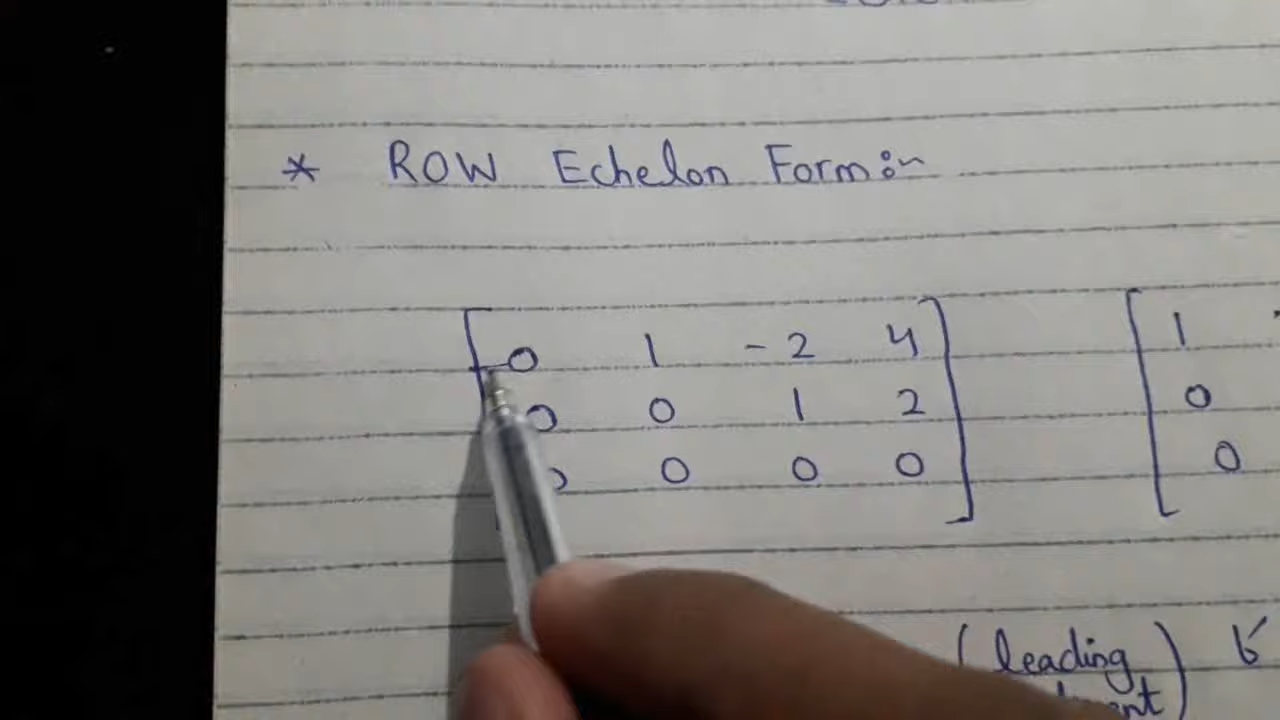 * ROW Echelon Form:-
0 1 -2 4 1
0 0 1 2 0
0 0 0 0 0
(leading